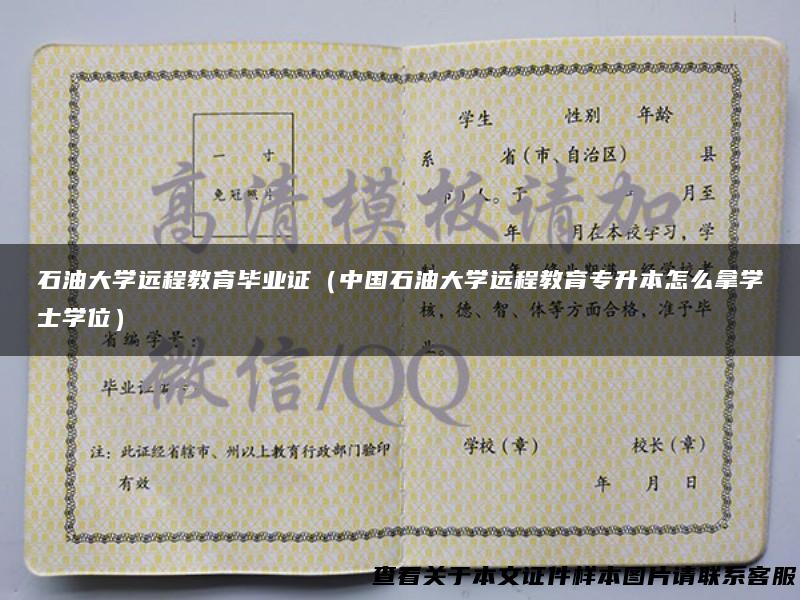 一 寸
免冠照片
省编学号：
毕业证
注：此证经省辖市、州以上教育行政部门验印
有效
学生 性别 年龄
系 省（市、自治区） 县
人。于 月至
年 月在本校学习，学
核，德、智、体等方面合格，准予毕
业。
学校（章） 校长（章）
年 月 日
高清模板请加
微信/QQ
石油大学远程教育毕业证（中国石油大学远程教育专升本怎么拿学
士学位）
查看关于本文证件样本图片请联系客服